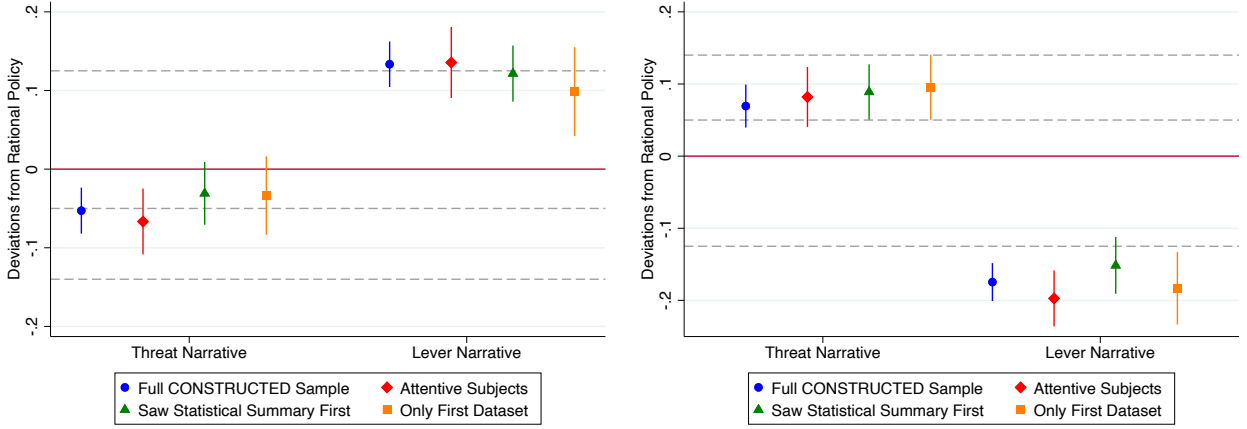 Deviations from Rational Policy
.2
.1
0
-.1
-.2
Threat Narrative Lever Narrative
Full CONSTRUCTED Sample Attentive Subjects
Saw Statistical Summary First Only First Dataset
Deviations from Rational Policy
.2
.1
0
-.1
-.2
Threat Narrative Lever Narrative
Full CONSTRUCTED Sample Attentive Subjects
Saw Statistical Summary First Only First Dataset